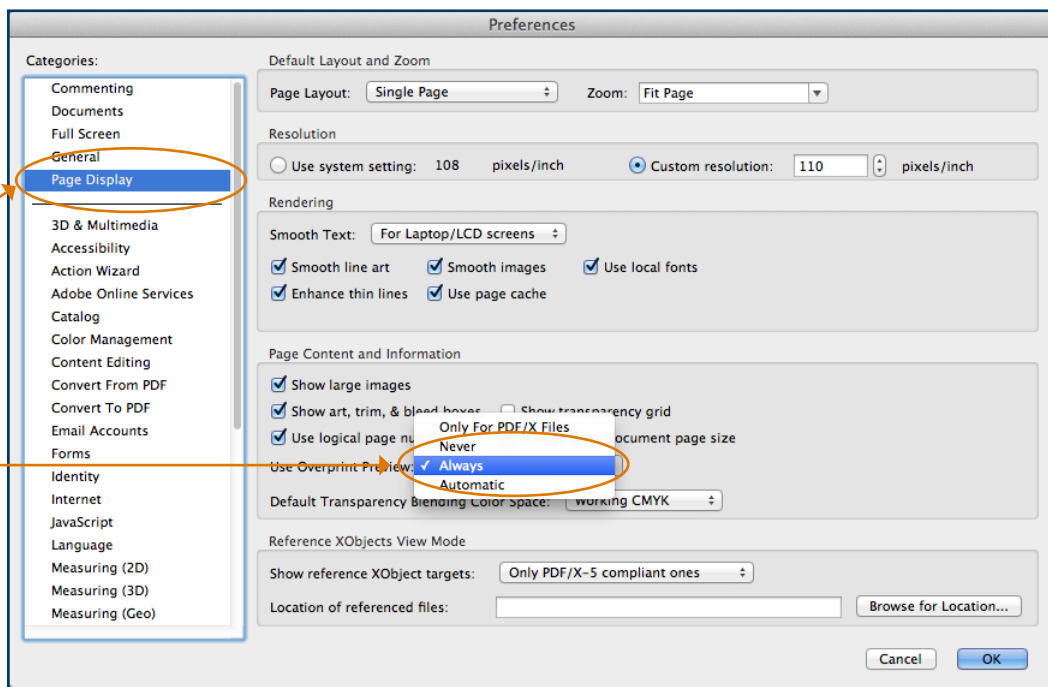 Preferences
Categories:
Commenting
Documents
Full Screen
General
Page Display
3D & Multimedia
Accessibility
Action Wizard
Adobe Online Services
Catalog
Color Management
Content Editing
Convert From PDF
Convert To PDF
Email Accounts
Forms
Identity
Internet
JavaScript
Language
Measuring (2D)
Measuring (3D)
Measuring (Geo)
Default Layout and Zoom
Page Layout: Single Page Zoom: Fit Page
Resolution
Use system setting: 108 pixels/inch Custom resolution: 110 pixels/inch
Rendering
Smooth Text: For Laptop/LCD screens
Smooth line art Smooth images Use local fonts
Enhance thin lines Use page cache
Page Content and Information
Show large images
Show art, trim, & bleed boxes Show transparency grid
Only For PDF/X Files
Use logical page document page size
Never
Use Overprint Preview: ✓ Always
Automatic
Default Transparency Blending Color Space: Working CMYK
Reference XObjects View Mode
Show reference XObject targets: Only PDF/X-5 compliant ones
Location of referenced files: Browse for Location...
Cancel OK